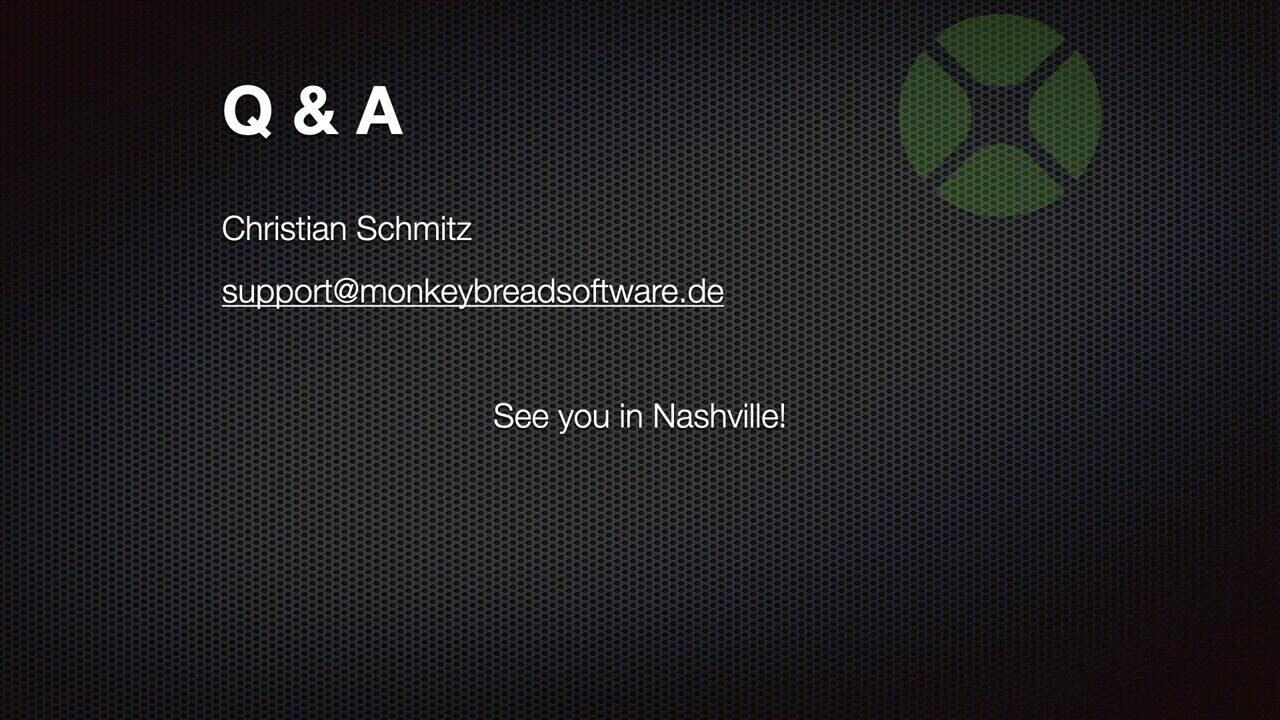 Q & A
Christian Schmitz
support@monkeybreadsoftware.de
See you in Nashville!